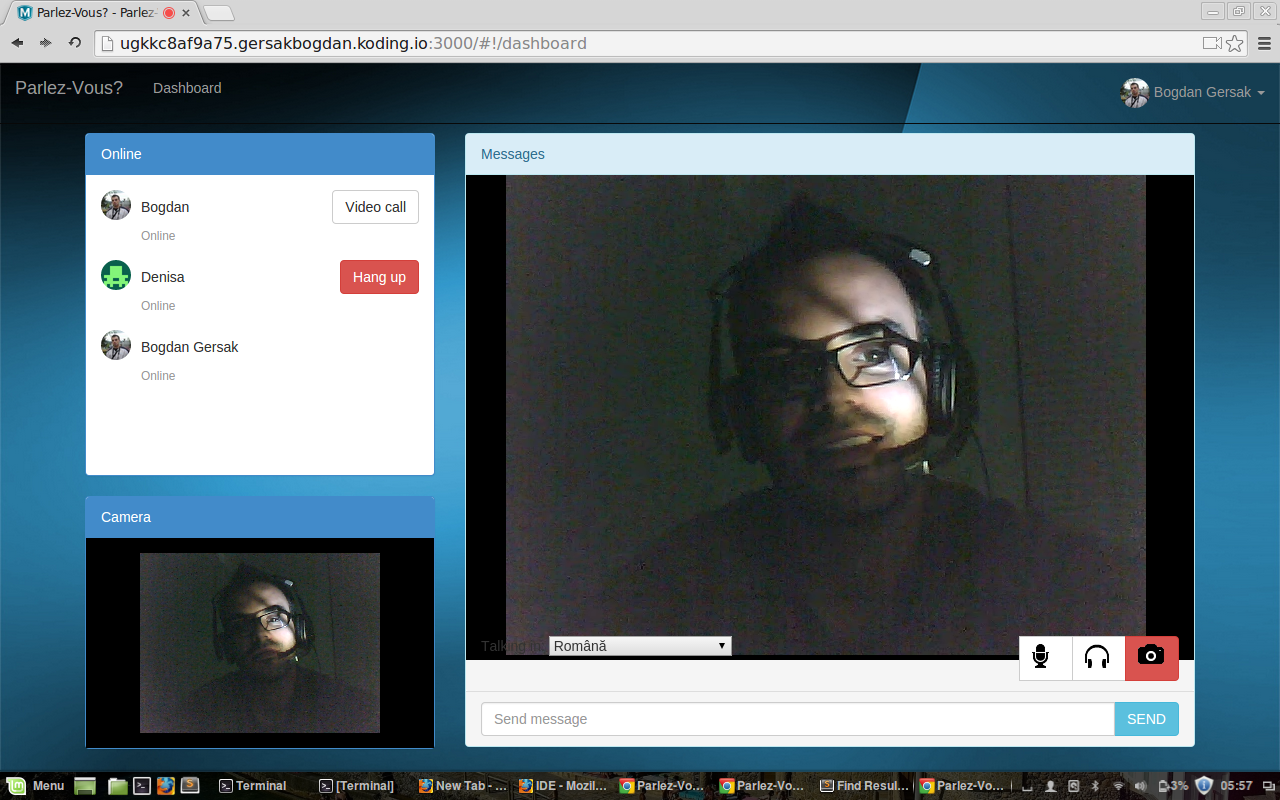 Parlez-Vous? - Parlez-
ugkkc8af9a75.gersakbogdan.koding.io:3000/#!/dashboard
Parlez-Vous? Dashboard Bogdan Gersak
Online
Bogdan Video call
Online
Denisa Hang up
Online
Bogdan Gersak
Online
Camera
Messages
Talking in: Română
Send message SEND
Menu Terminal [Terminal] New Tab - ... IDE - Mozil... Parlez-Vo... Parlez-Vo... Find Resul... Parlez-Vo... 3% 05:57